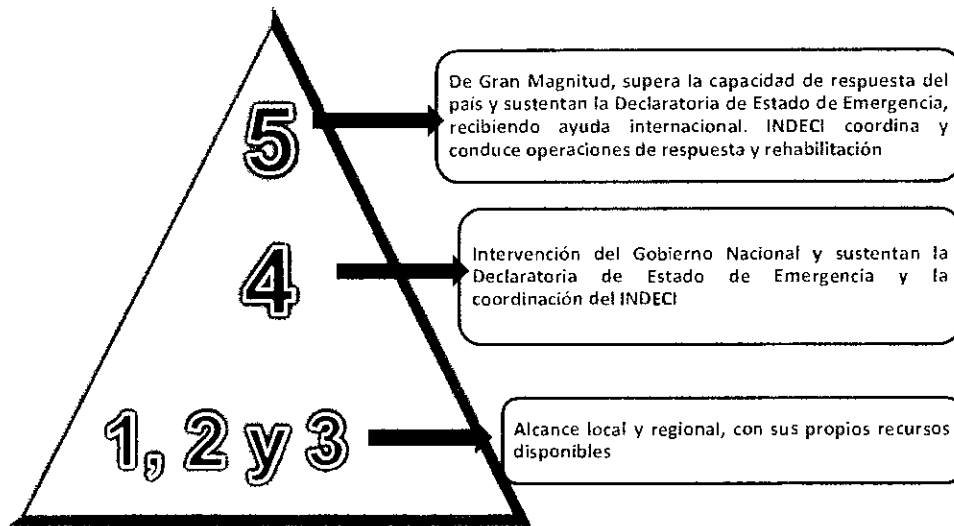 5
De Gran Magnitud, supera la capacidad de respuesta del
país y sustentan la Declaratoria de Estado de Emergencia,
recibiendo ayuda internacional. INDECI coordina y
conduce operaciones de respuesta y rehabilitación
4
Intervención del Gobierno Nacional y sustentan la
Declaratoria de Estado de Emergencia y la
coordinación del INDECI
1, 2 y 3
Alcance local y regional, con sus propios recursos
disponibles